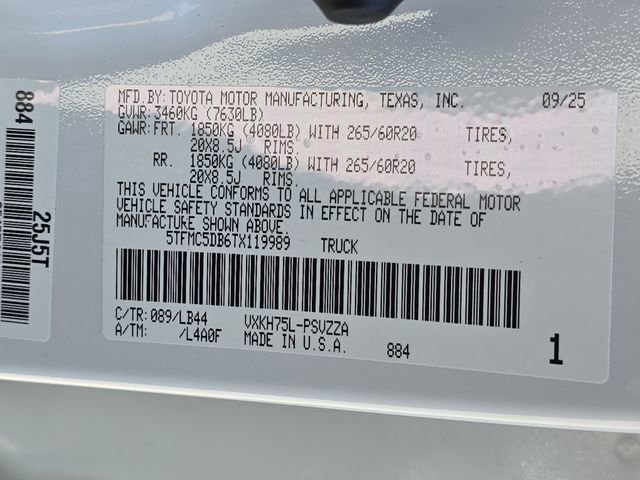 MFD.BY: TOYOTA MOTOR MANUFACTURING, TEXAS, INC. 09/25
GVWR: 3460KG (7630LB)
GAWR: FRT. 1850KG (4080LB) WITH 265/60R20 TIRES,
20X8.5J RIMS.
RR. 1850KG (4080LB) WITH 265/60R20 TIRES,
20X8.5J RIMS.
THIS VEHICLE CONFORMS TO ALL APPLICABLE FEDERAL MOTOR
VEHICLE SAFETY STANDARDS IN EFFECT ON THE DATE OF
MANUFACTURE SHOWN ABOVE.
5TFMC5DB6TX119989 TRUCK
C/TR: 089/LB44 VXKH75L-PSVZZA
A/TM: /L4A0F MADE IN U.S.A. 884 1
884
25J5T